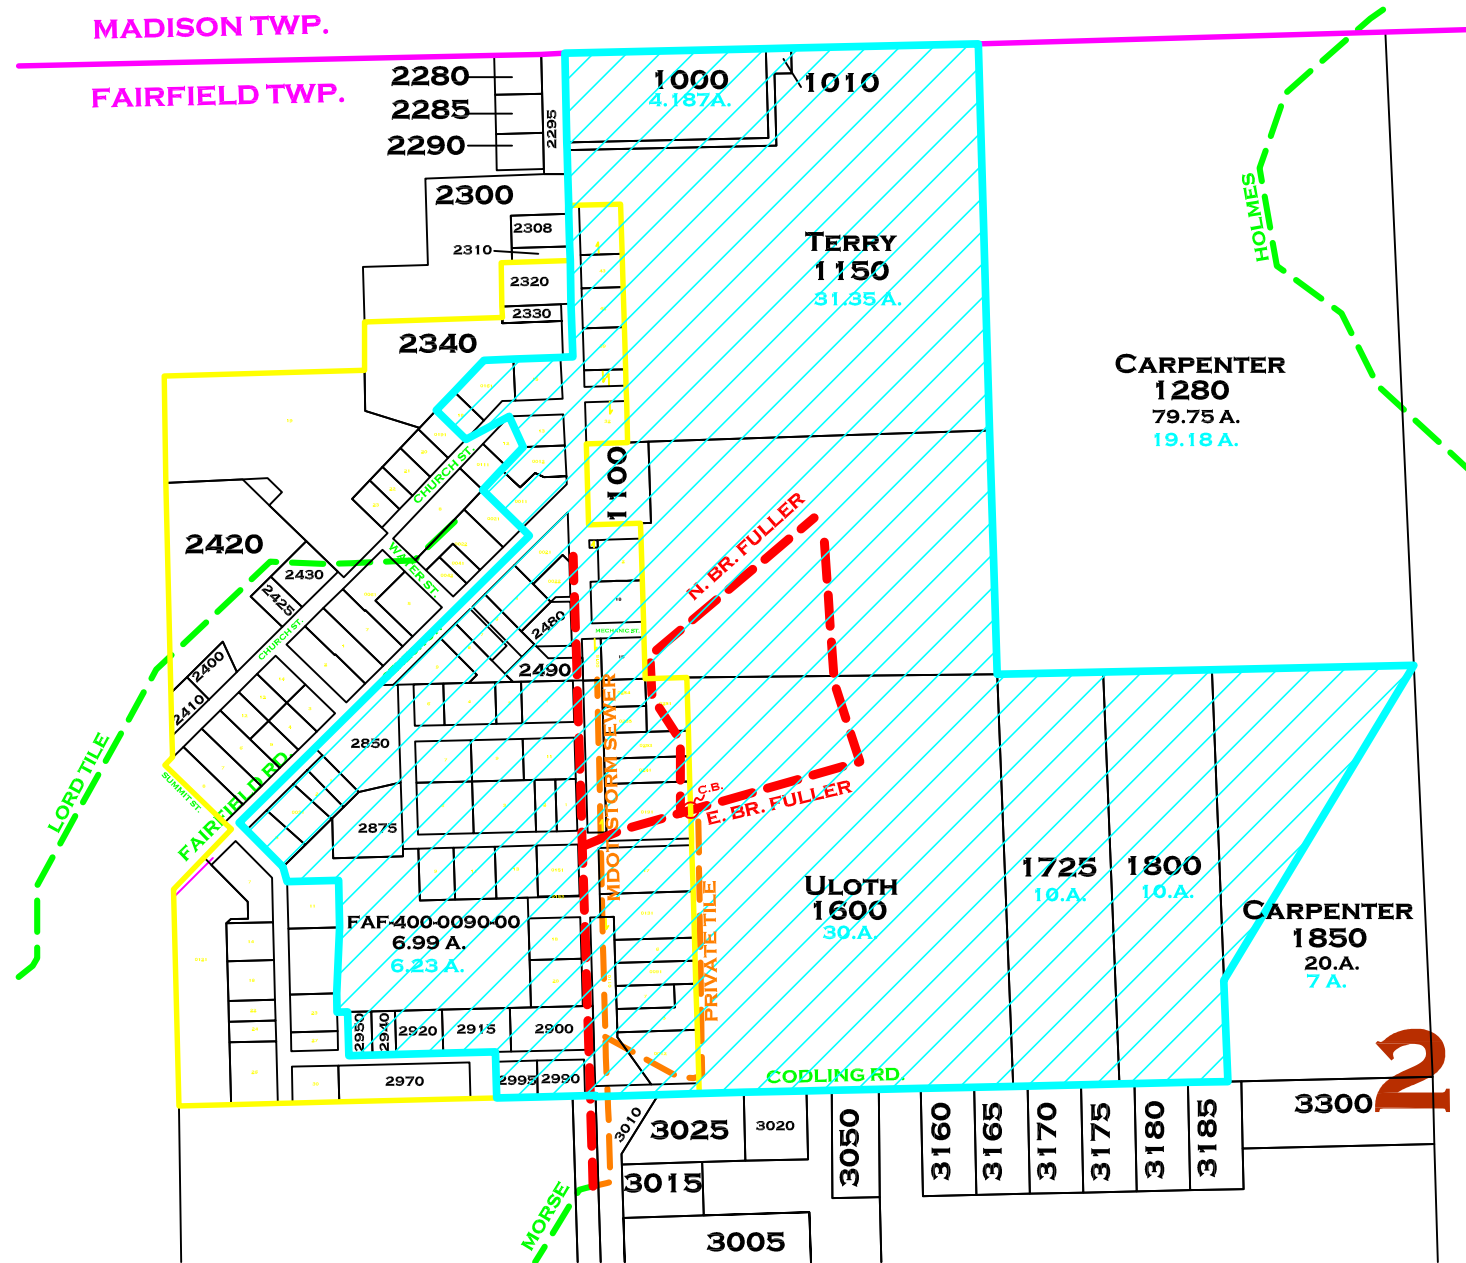 MADISON TWP.
FAIRFIELD TWP.
2280
2285
2290
2295
1000
4.187A.
1010
2300
2308
2310
2320
2330
2340
TERRY
1150
31.35 A.
HOLMES
CARPENTER
1280
79.75 A.
19.18 A.
1100
CHURCH ST.
WATER ST.
2420
2430
2425
CHURCH ST.
2400
2410
2480
2490
MECHANIC ST.
N. BR. FULLER
MDOT STORM SEWER
LORD TILE
SUMMIT ST.
FAIRFIELD RD
2850
2875
C.B.
E. BR. FULLER
PRIVATE TILE
ULOTH
1600
30.A.
1725
10.A.
1800
10.A.
CARPENTER
1850
20.A.
7 A.
FAF-400-0090-00
6.99 A.
6.23 A.
2950
2940
2920
2915
2900
2970
2995
2990
CODLING RD.
2
3010
3025
3020
3050
3160
3165
3170
3175
3180
3185
3300
3015
3005
MORSE